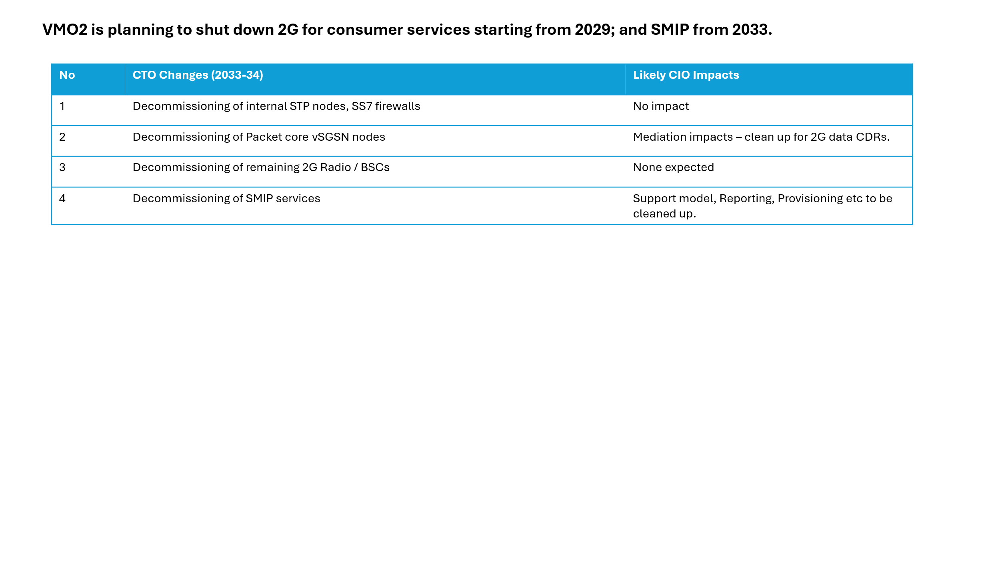 VMO2 is planning to shut down 2G for consumer services starting from 2029; and SMIP from 2033.
No CTO Changes (2033-34) Likely CIO Impacts
1 Decommissioning of internal STP nodes, SS7 firewalls No impact
2 Decommissioning of Packet core vSGSN nodes Mediation impacts – clean up for 2G data CDRs.
3 Decommissioning of remaining 2G Radio / BSCs None expected
4 Decommissioning of SMIP services Support model, Reporting, Provisioning etc to be
cleaned up.